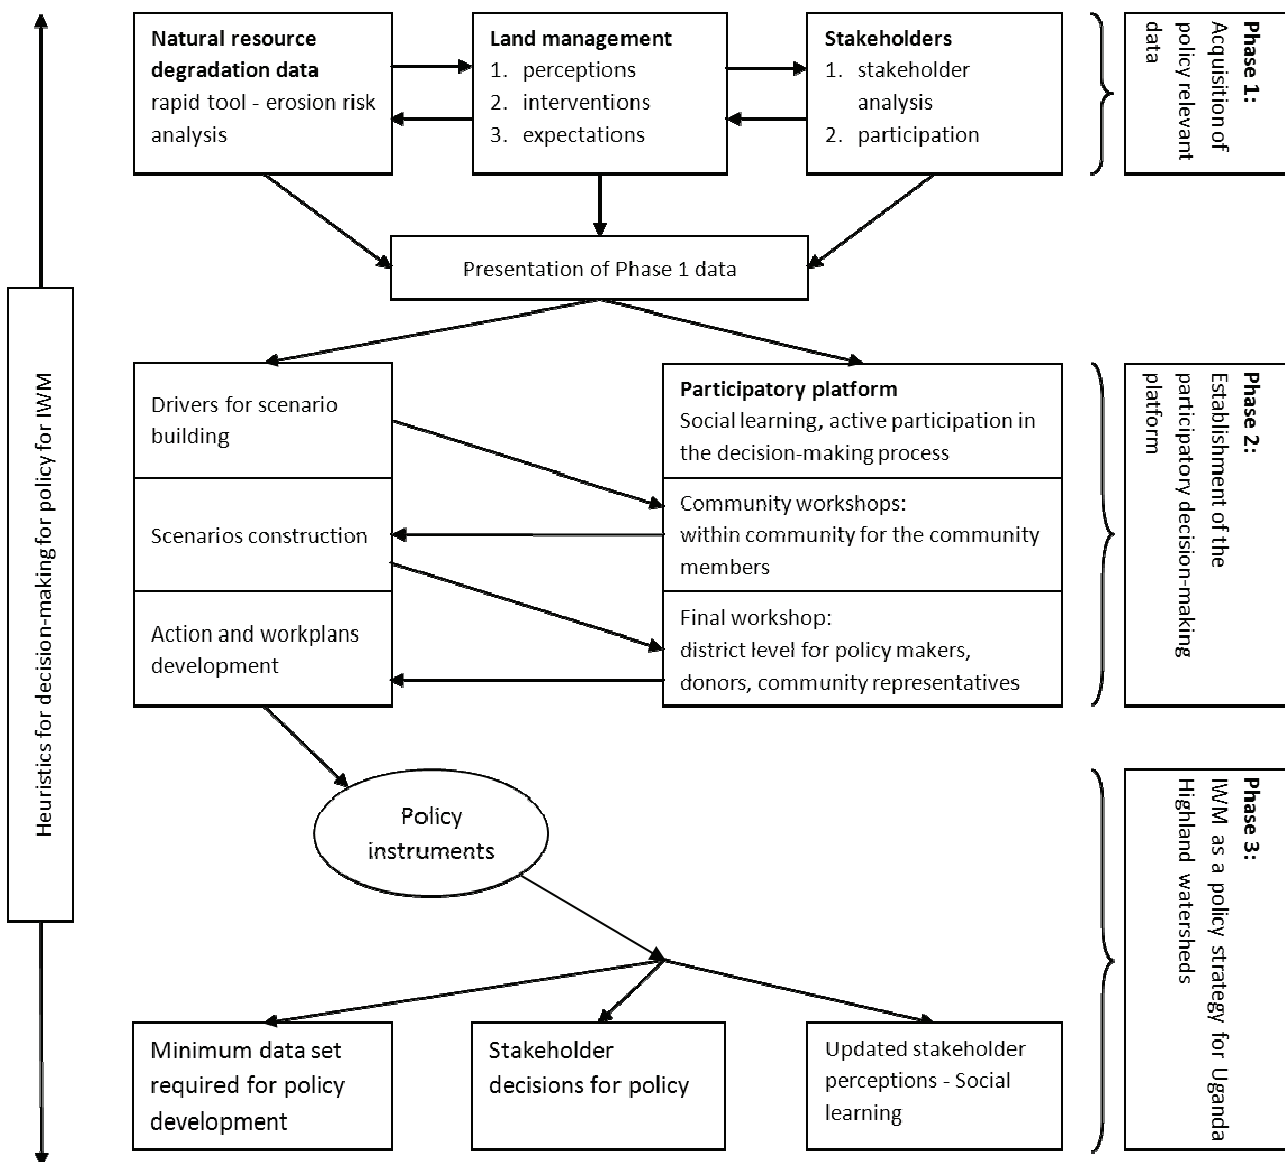 Natural resource
degradation data
rapid tool - erosion risk
analysis
Land management
1. perceptions
2. interventions
3. expectations
Stakeholders
1. stakeholder
analysis
2. participation
Phase 1:
Acquisition of
policy relevant
data
Presentation of Phase 1 data
Heuristics for decision-making for policy for IWM
Drivers for scenario
building
Scenarios construction
Action and workplans
development
Participatory platform
Social learning, active participation in
the decision-making process
Community workshops:
within community for the community
members
Final workshop:
district level for policy makers,
donors, community representatives
Phase 2:
Establishment of the
participatory decision-making
platform
Policy
instruments
Phase 3:
IWM as a policy strategy for Uganda
Highland watersheds
Minimum data set
required for policy
development
Stakeholder
decisions for policy
Updated stakeholder
perceptions - Social
learning